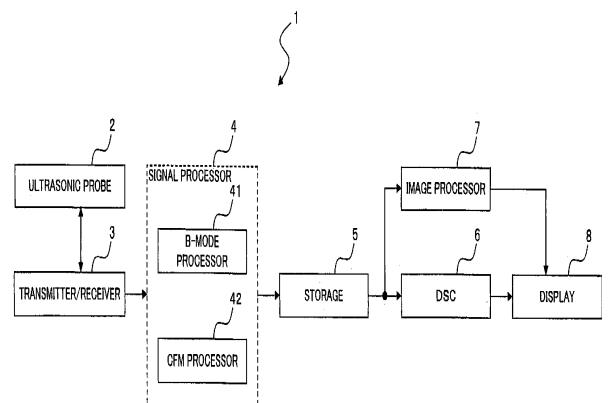 1
2
ULTRASONIC PROBE
3
TRANSMITTER/RECEIVER
4
SIGNAL PROCESSOR
41
B-MODE
PROCESSOR
42
CFM PROCESSOR
5
STORAGE
7
IMAGE PROCESSOR
6
DSC
8
DISPLAY